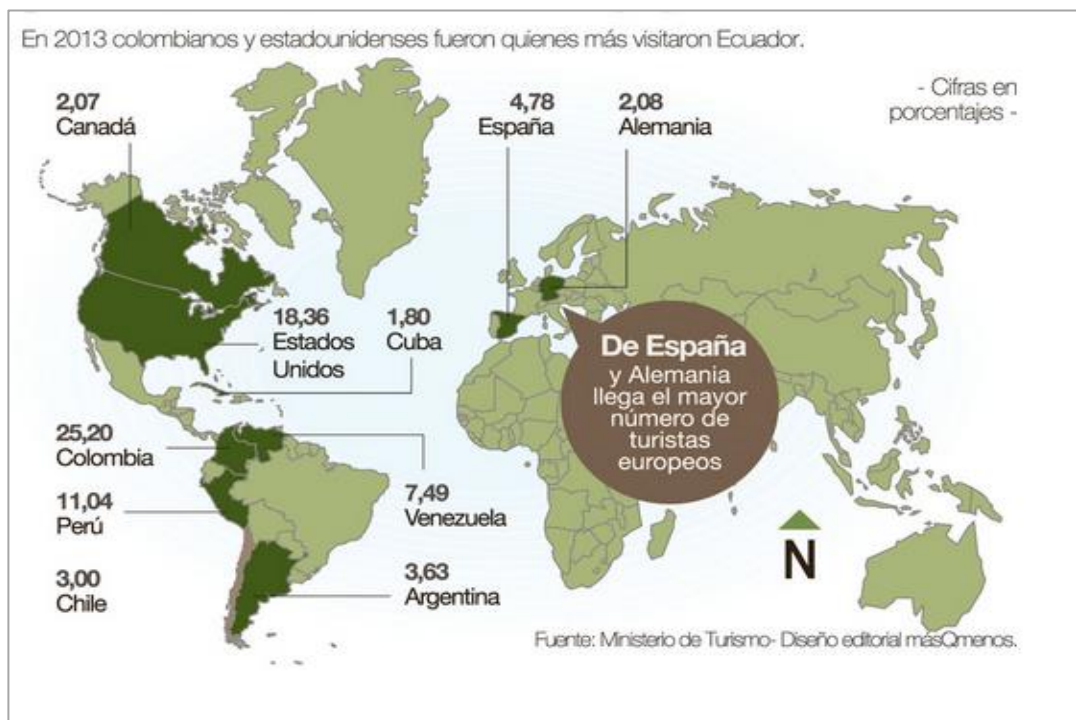 En 2013 colombianos y estadounidenses fueron quienes más visitaron Ecuador.
- Cifras en
porcentajes -
2,07
Canadá
4,78
España
2,08
Alemania
18,36
Estados
Unidos
1,80
Cuba
De España
y Alemania
llega el mayor
número de
turistas
europeos
25,20
Colombia
11,04
Perú
7,49
Venezuela
3,00
Chile
3,63
Argentina
N
Fuente: Ministerio de Turismo- Diseño editorial másQmenos.